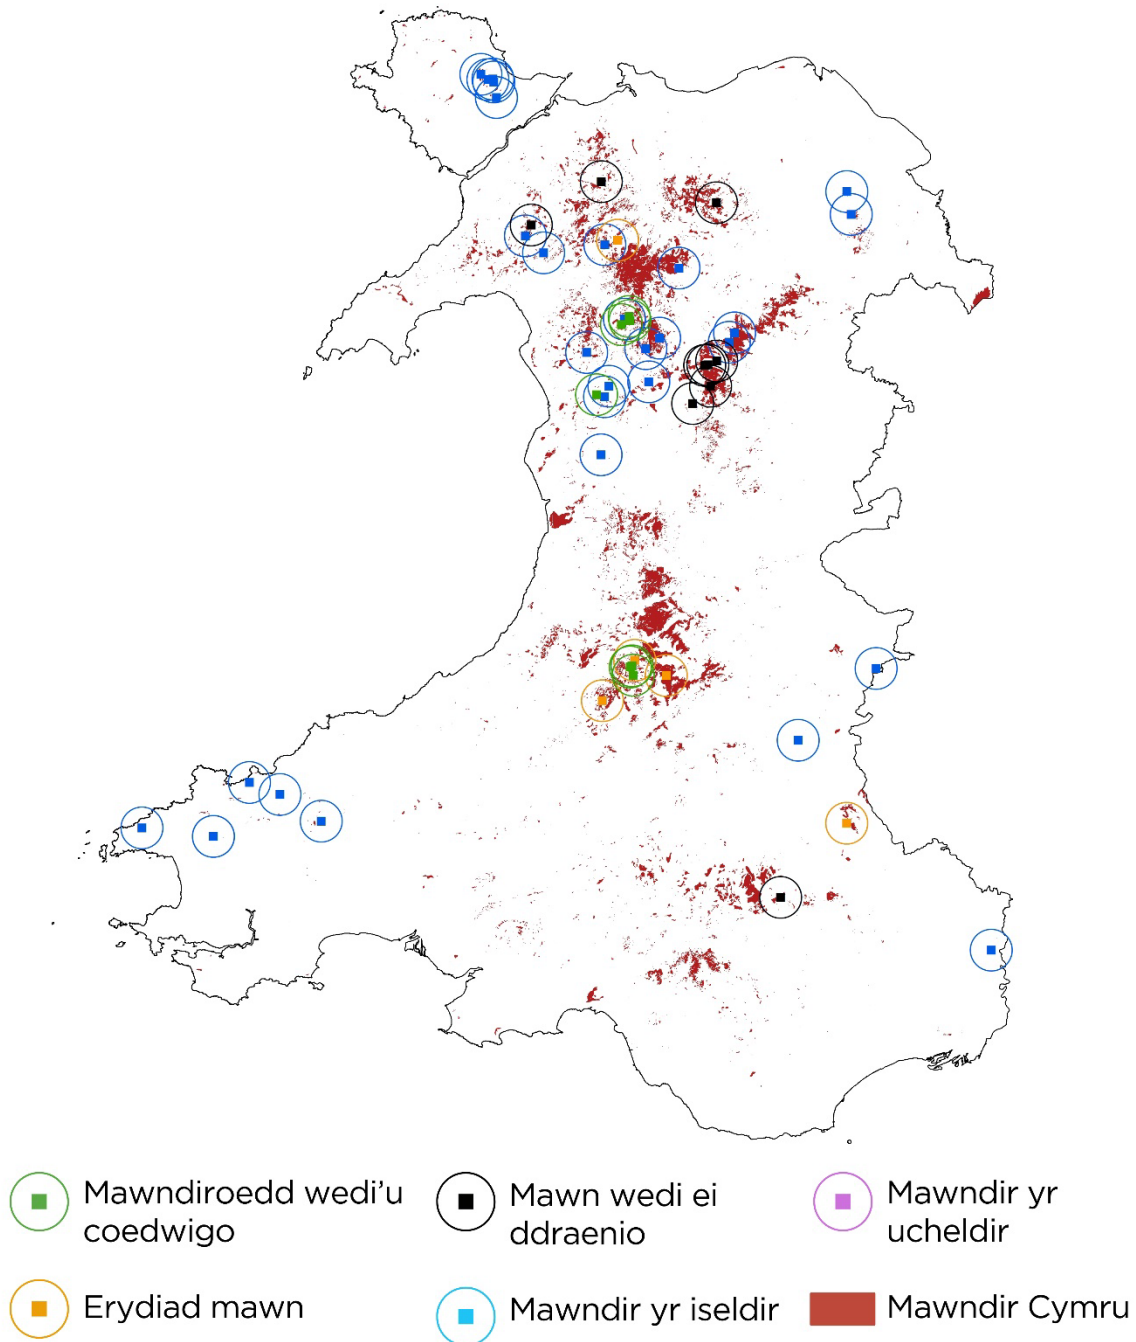 Mawndiroedd wedi'u
coedwigo
Mawn wedi ei
ddraenio
Mawndir yr
ucheldir
Erydiad mawn
Mawndir yr iseldir
Mawndir Cymru